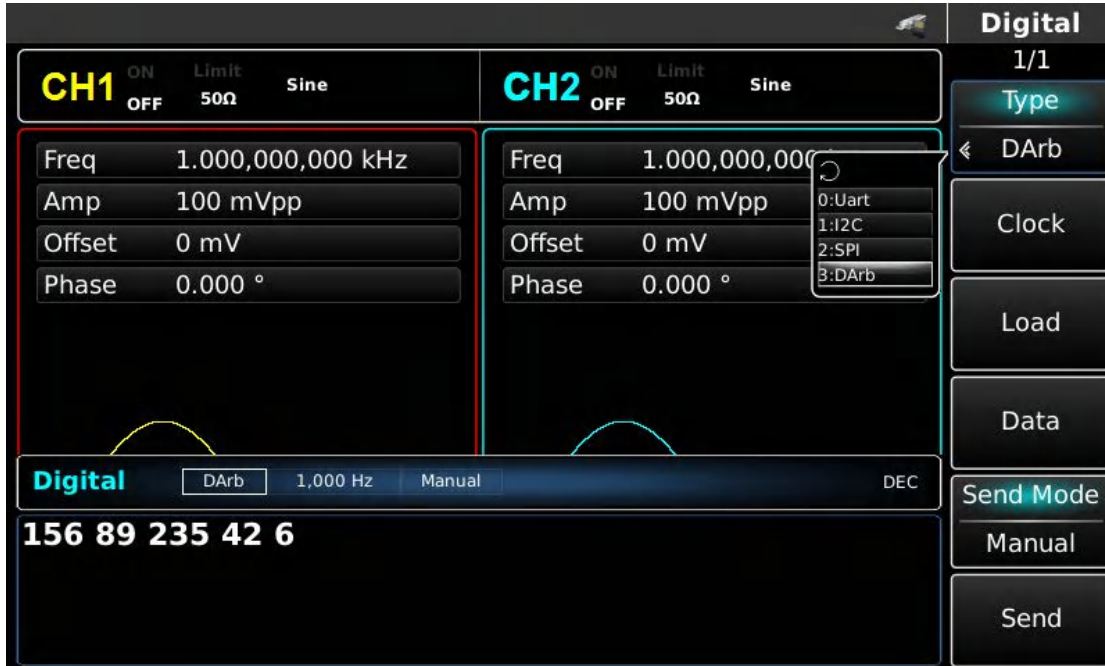 Digital
1/1
CH1 ON OFF Limit 50Ω Sine
CH2 ON OFF Limit 50Ω Sine
Freq 1.000,000,000 kHz
Amp 100 mVpp
Offset 0 mV
Phase 0.000 °
Freq 1.000,000,000
Amp 100 mVpp
Offset 0 mV
Phase 0.000 °
0:Uart
1:I2C
2:SPI
3:DArb
Type
« DArb
Clock
Load
Data
Send Mode
Manual
Send
Digital DArb 1,000 Hz Manual DEC
156 89 235 42 6